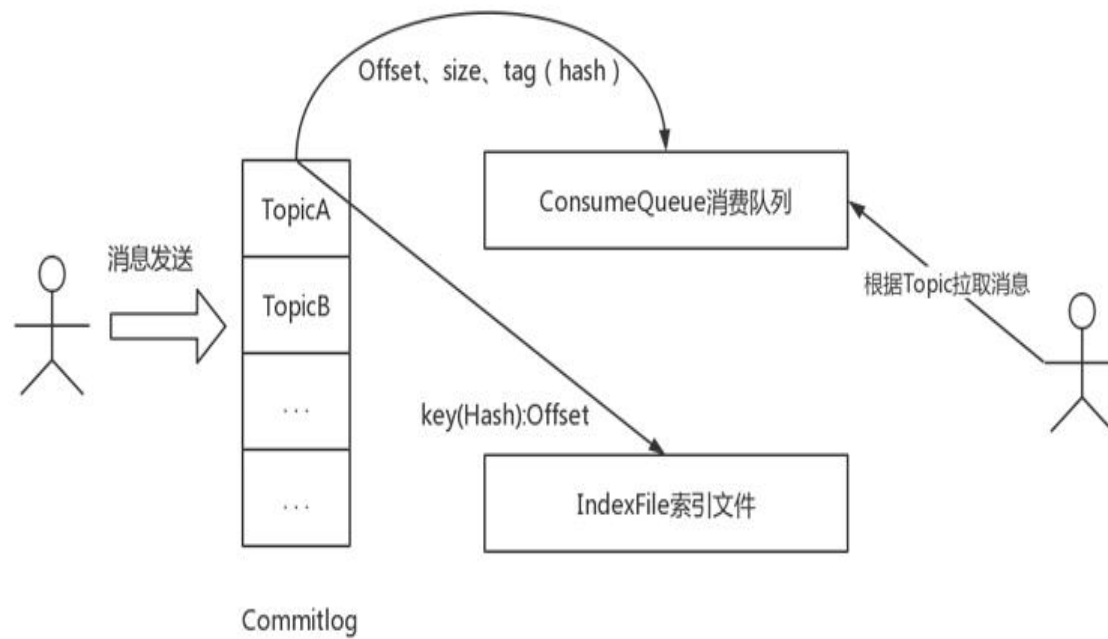 Offset、size、tag（hash）
TopicA
ConsumeQueue消费队列
消息发送
TopicB
根据Topic拉取消息
...
key(Hash):Offset
...
IndexFile索引文件
Commitlog